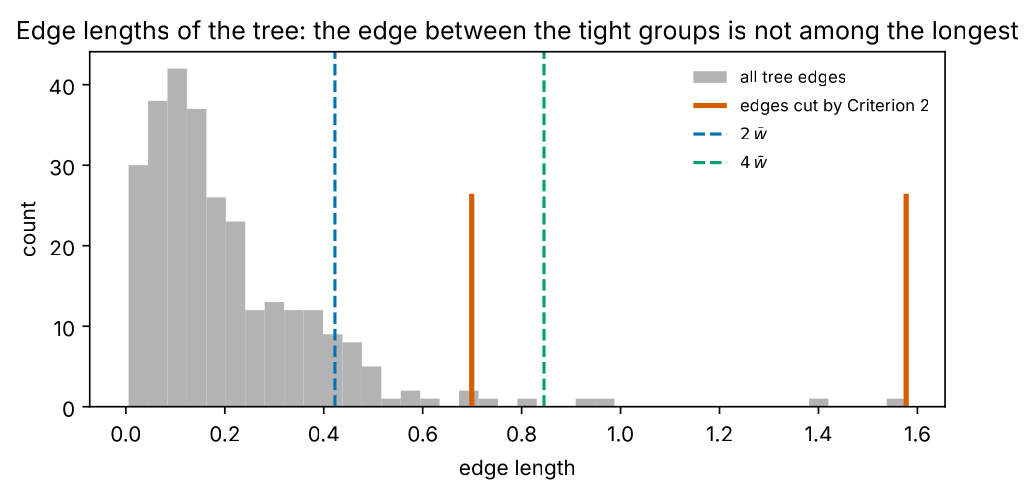 Edge lengths of the tree: the edge between the tight groups is not among the longest
all tree edges
edges cut by Criterion 2
2 w̄
4 w̄
count
40
30
20
10
0
0.0 0.2 0.4 0.6 0.8 1.0 1.2 1.4 1.6
edge length